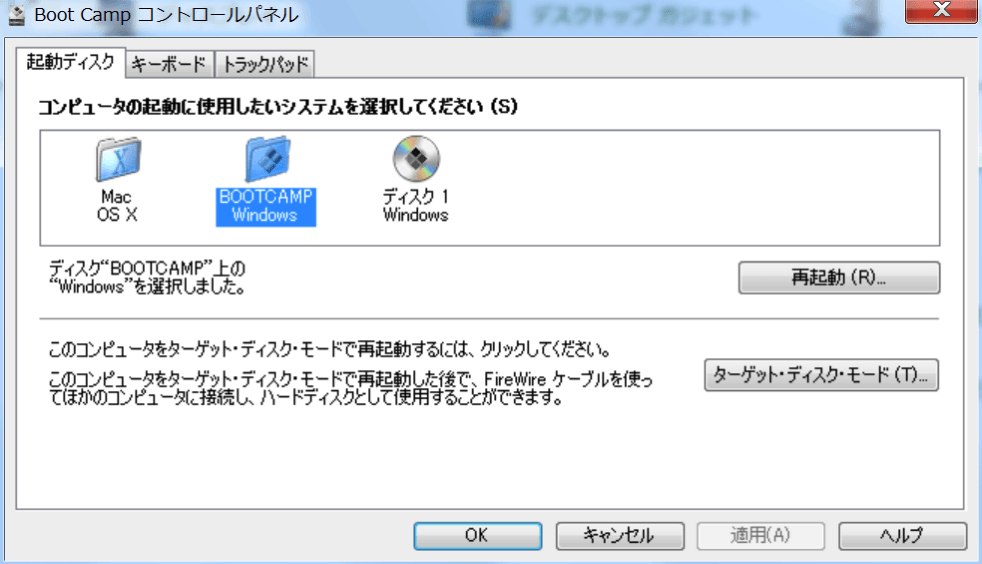 Boot Camp コントロールパネル
デスクトップ ガジェット
起動ディスク キーボード トラックパッド
コンピュータの起動に使用したいシステムを選択してください (S)
Mac
OS X
BOOTCAMP
Windows
ディスク 1
Windows
ディスク“BOOTCAMP”上の
“Windows”を選択しました。
再起動 (R)...
このコンピュータをターゲット・ディスク・モードで再起動するには、クリックしてください。
このコンピュータをターゲット・ディスク・モードで再起動した後で、FireWire ケーブルを使っ
てほかのコンピュータに接続し、ハードディスクとして使用することができます。
ターゲット・ディスク・モード (T)...
OK キャンセル 適用(A) ヘルプ